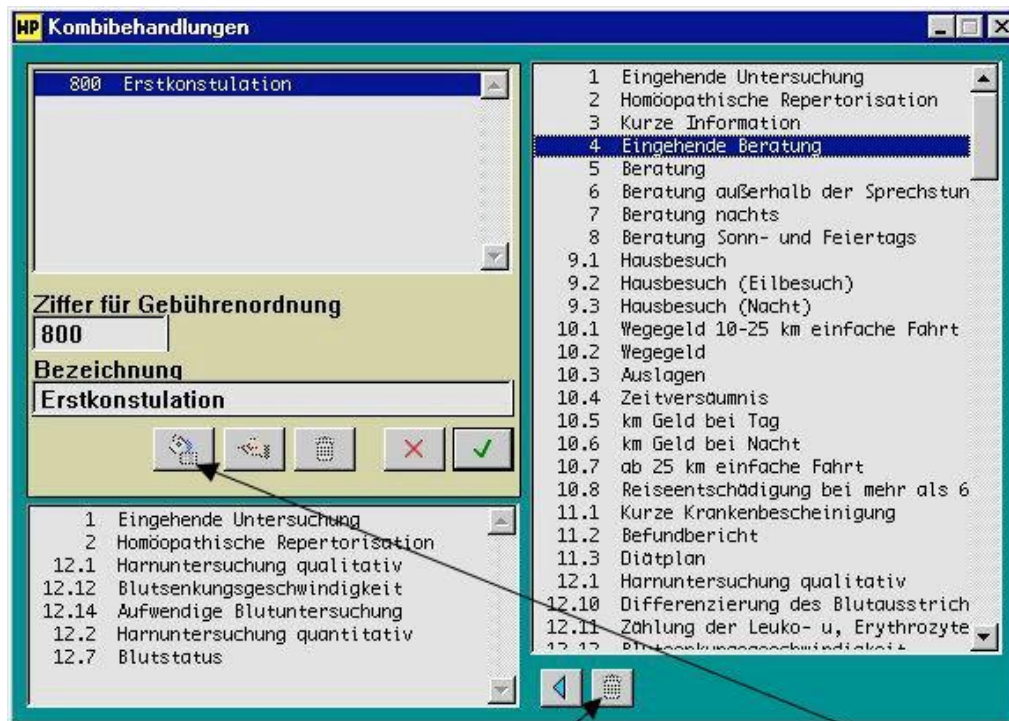 HP Kombibehandlungen
800 Erstkonstulation
Ziffer für Gebührenordnung
800
Bezeichnung
Erstkonstulation
1 Eingehende Untersuchung
2 Homöopathische Repertorisation
12.1 Harnuntersuchung qualitativ
12.12 Blutsenkungsgeschwindigkeit
12.14 Aufwendige Blutuntersuchung
12.2 Harnuntersuchung quantitativ
12.7 Blutstatus
1 Eingehende Untersuchung
2 Homöopathische Repertorisation
3 Kurze Information
4 Eingehende Beratung
5 Beratung
6 Beratung außerhalb der Sprechstun
7 Beratung nachts
8 Beratung Sonn- und Feiertags
9.1 Hausbesuch
9.2 Hausbesuch (Eilbesuch)
9.3 Hausbesuch (Nacht)
10.1 Wegegeld 10-25 km einfache Fahrt
10.2 Wegegeld
10.3 Auslagen
10.4 Zeitversäumnis
10.5 km Geld bei Tag
10.6 km Geld bei Nacht
10.7 ab 25 km einfache Fahrt
10.8 Reiseentschädigung bei mehr als 6
11.1 Kurze Krankenbescheinigung
11.2 Befundbericht
11.3 Diätplan
12.1 Harnuntersuchung qualitativ
12.10 Differenzierung des Blutausstrich
12.11 Zählung der Leuko- u, Erythrozyte
12.12 Blutsenkungsgeschwindigkeit